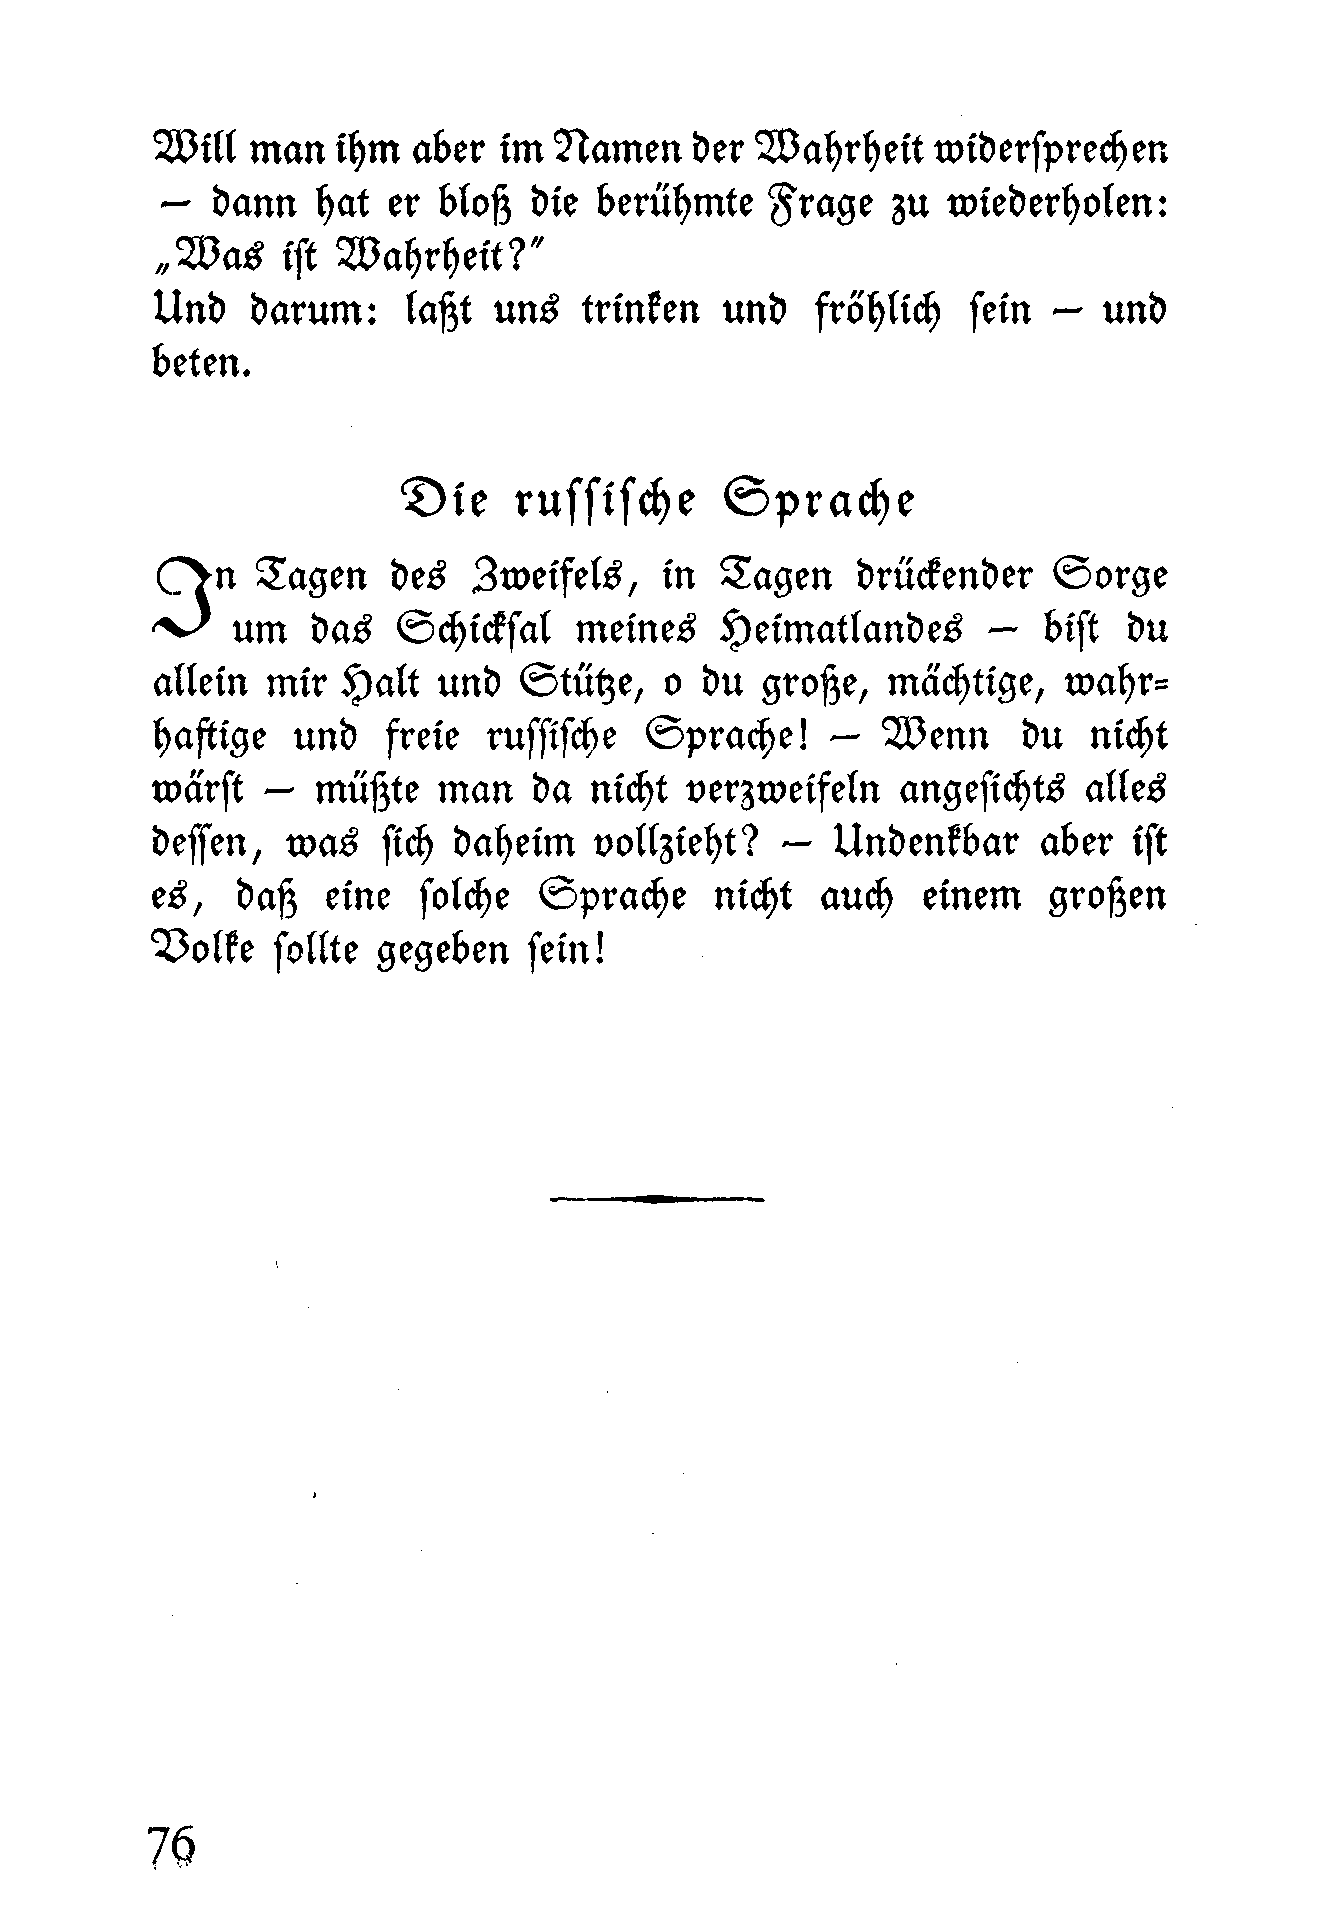 Will man ihm aber im Namen der Wahrheit widersprechen
— dann hat er bloß die berühmte Frage zu wiederholen:
„Was ist Wahrheit?“
Und darum: laßt uns trinken und fröhlich sein — und
beten.
Die russische Sprache
In Tagen des Zweifels, in Tagen drückender Sorge
um das Schicksal meines Heimatlandes — bist du
allein mir Halt und Stütze, o du große, mächtige, wahr-
haftige und freie russische Sprache! — Wenn du nicht
wärst — müßte man da nicht verzweifeln angesichts alles
dessen, was sich daheim vollzieht? — Undenkbar aber ist
es, daß eine solche Sprache nicht auch einem großen
Volke sollte gegeben sein!
76